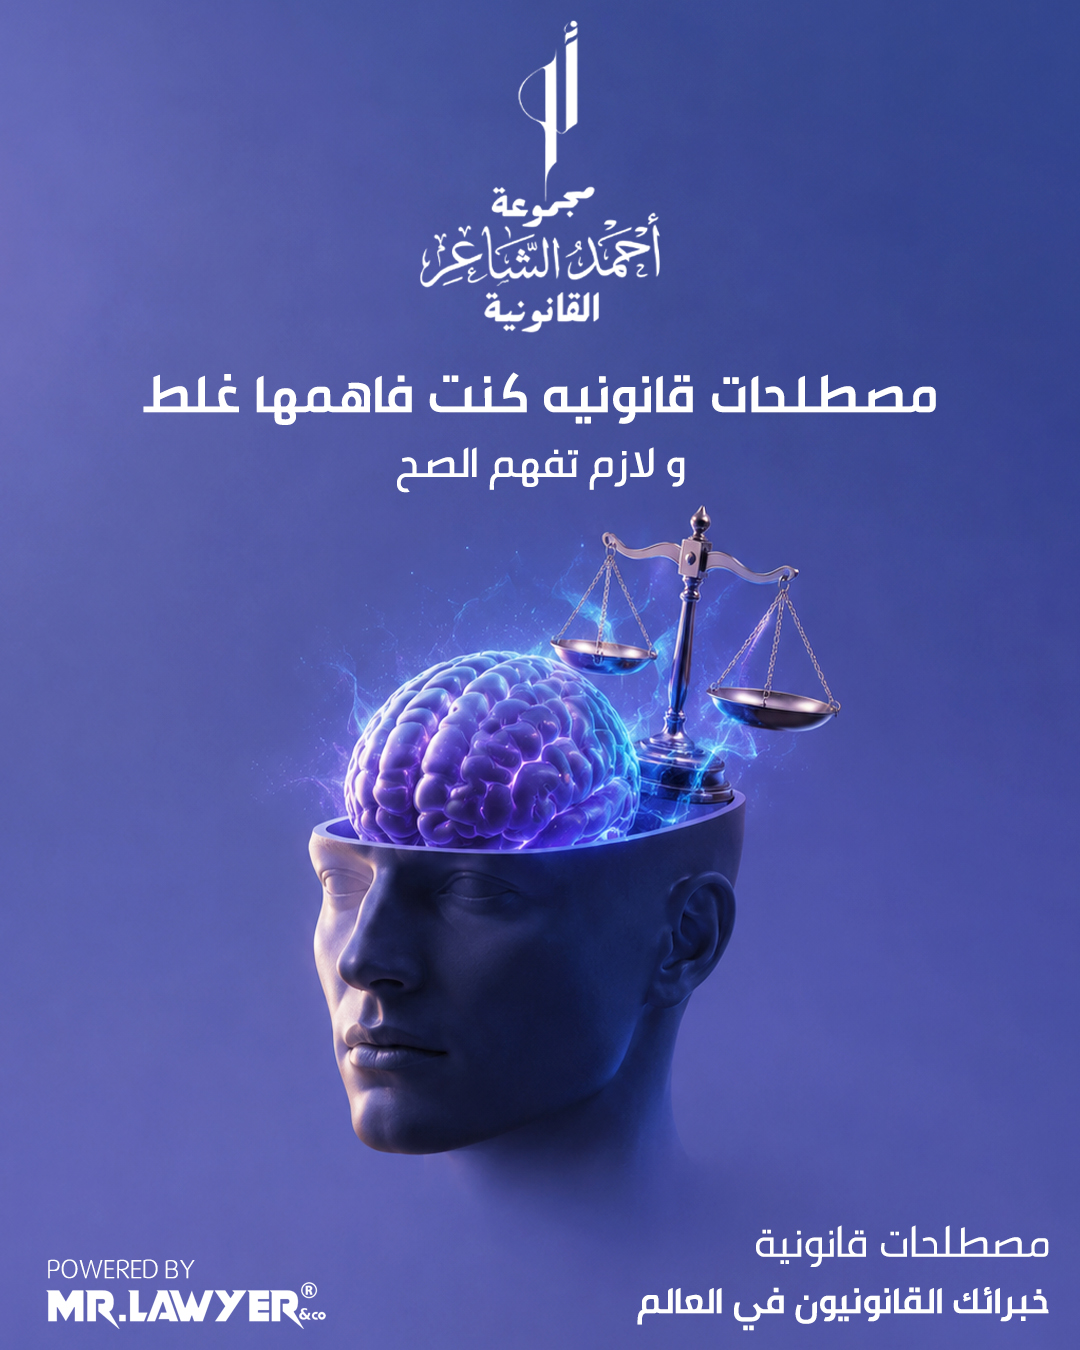 مجموعة
أحمد الشاعر
القانونية
مصطلحات قانونيه كنت فاهمها غلط
و لازم تفهم الصح
مصطلحات قانونية
خبرائك القانونيون في العالم
POWERED BY
MR.LAWYER® &co